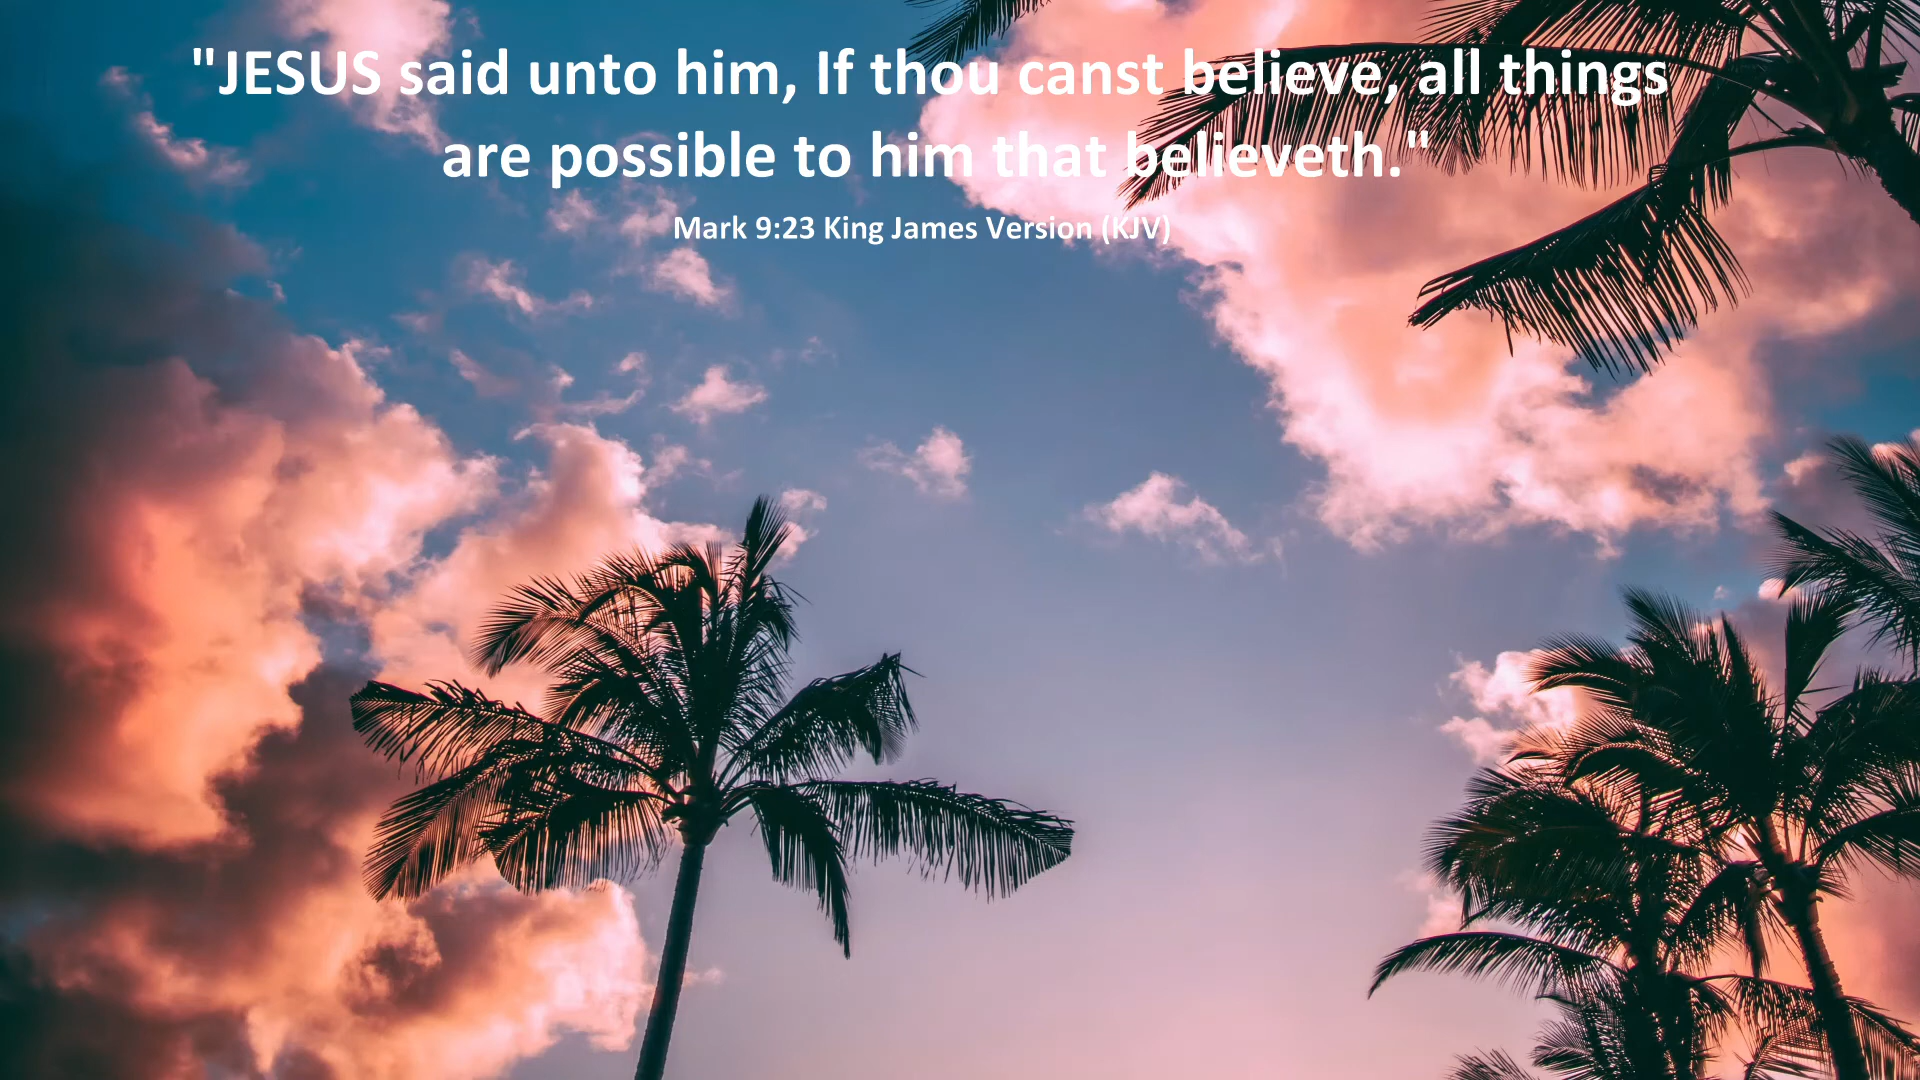 "JESUS said unto him, If thou canst believe, all things
are possible to him that believeth."
Mark 9:23 King James Version (KJV)